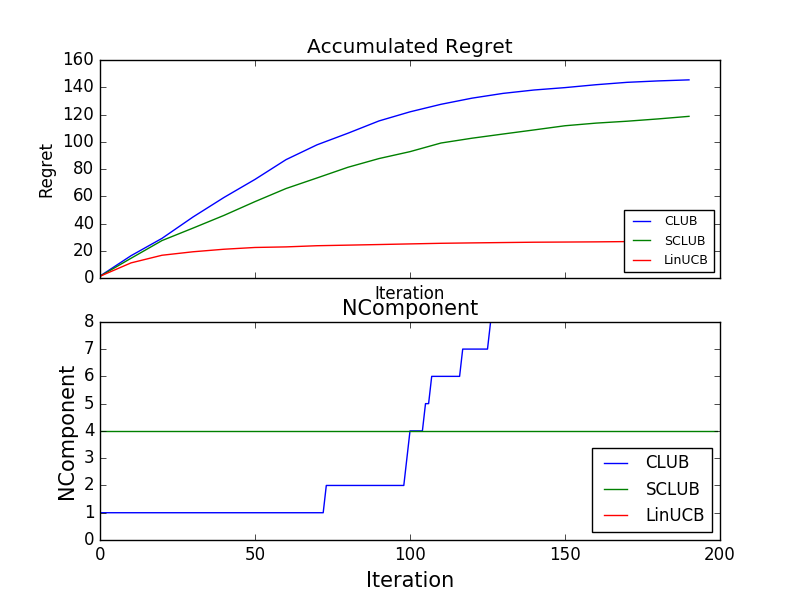 Accumulated Regret
160
140
120
100
80
60
40
20
0
Regret
CLUB
SCLUB
LinUCB
Iteration
NComponent
8
7
6
5
4
3
2
1
0
NComponent
CLUB
SCLUB
LinUCB
0 50 100 150 200
Iteration